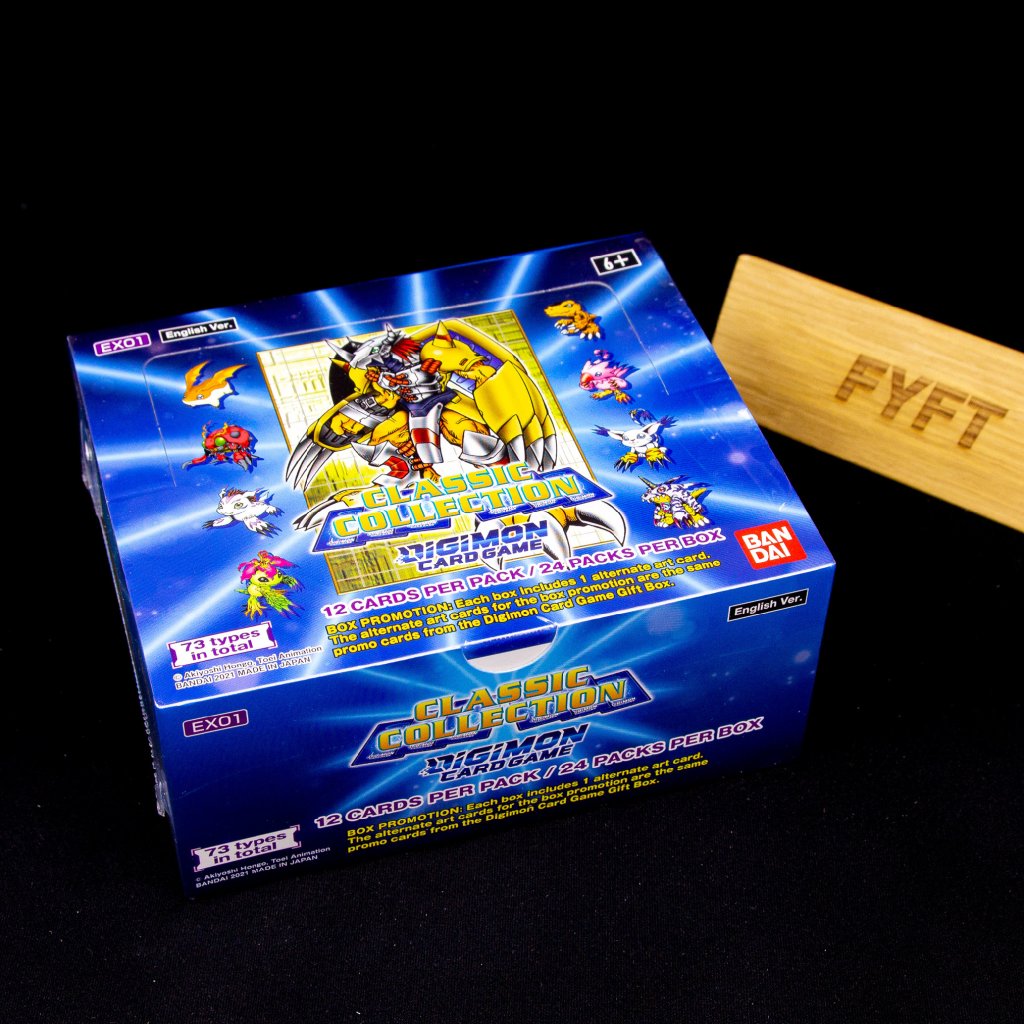 6+
EX01
English Ver.
FYFT
CLASSIC
COLLECTION
DIGIMON
CARD GAME
BAN
DAI
12 CARDS PER PACK / 24 PACKS PER BOX
BOX PROMOTION: Each box includes 1 alternate art card.
The alternate art cards for the box promotion are the same
promo cards from the Digimon Card Game Gift Box.
73 types
in total
© Akiyoshi Hongo, Toei Animation
BANDAI 2021 MADE IN JAPAN
English Ver.
EX01
CLASSIC
COLLECTION
DIGIMON
CARD GAME
12 CARDS PER PACK / 24 PACKS PER BOX
BOX PROMOTION: Each box includes 1 alternate art card.
The alternate art cards for the box promotion are the same
promo cards from the Digimon Card Game Gift Box.
73 types
in total
© Akiyoshi Hongo, Toei Animation
BANDAI 2021 MADE IN JAPAN